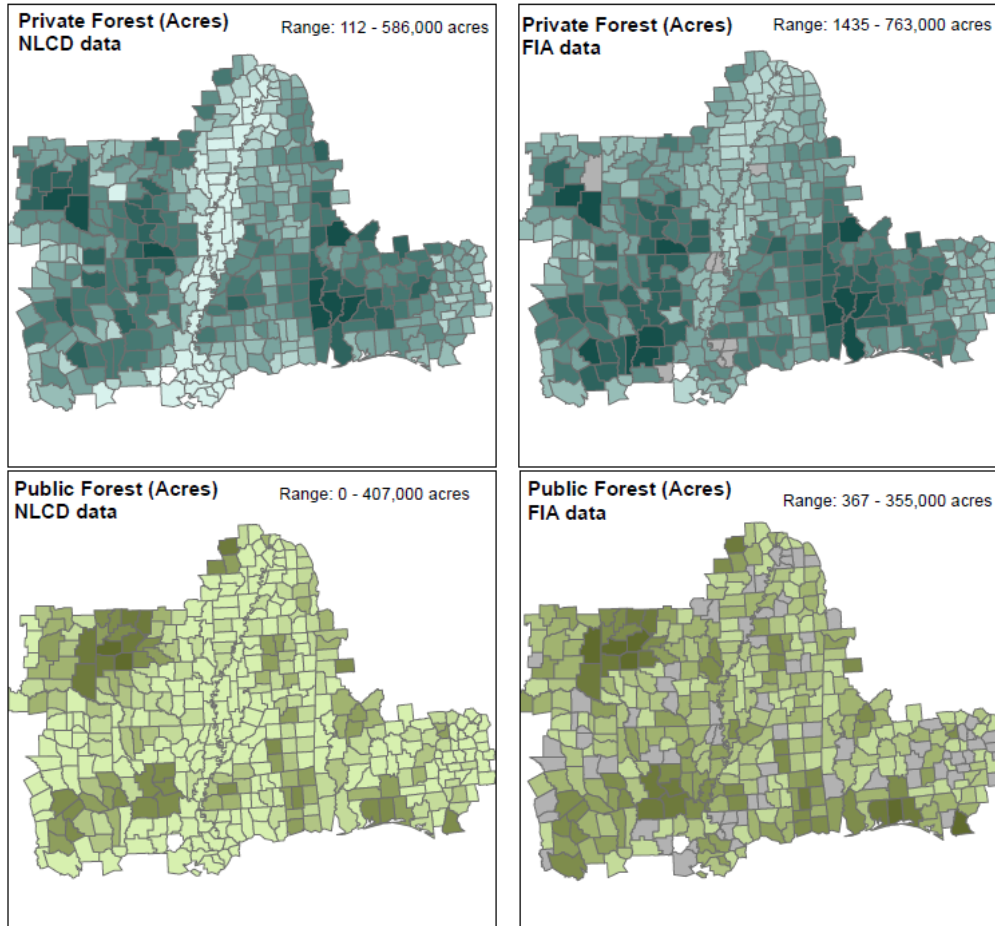 Private Forest (Acres)
NLCD data
Range: 112 - 586,000 acres
Private Forest (Acres)
FIA data
Range: 1435 - 763,000 acres
Public Forest (Acres)
NLCD data
Range: 0 - 407,000 acres
Public Forest (Acres)
FIA data
Range: 367 - 355,000 acres